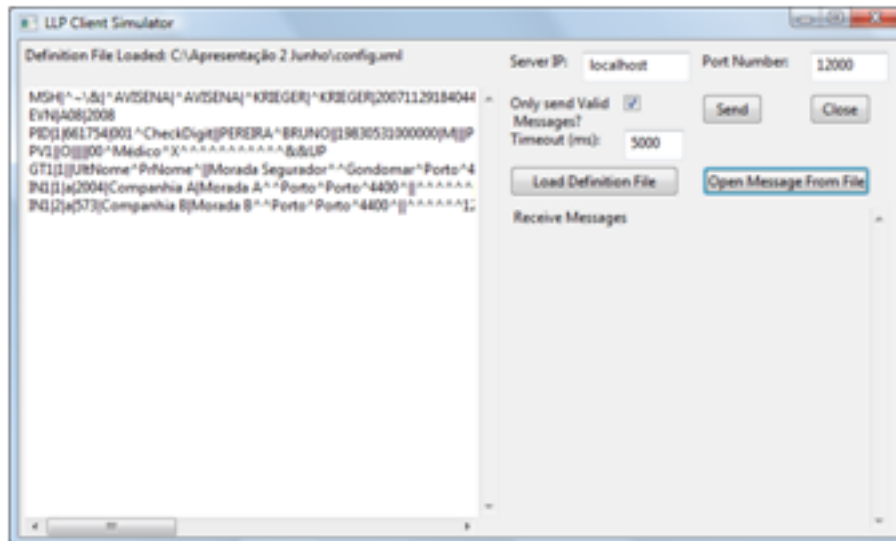 LLP Client Simulator
Definition File Loaded: C:\Apresentação 2 Junho\config.xml
MSH|^~\&|^AVISENA|^AVISENA|^KRIEGER|^KRIEGER|20071129184044
EVN|A08|2008
PID|1|661754|001^CheckDigit||PEREIRA^BRUNO||19830531000000|M|||P
PV1||O|||||00^Médico^X^^^^^^^^^^^^&&UP
GT1|1||UltNome^PrNome^||Morada Segurador^^Gondomar^Porto^4
IN1|1|a|2004|Companhia A|Morada A^^Porto^Porto^4400^||^^^^^^
IN1|2|a|573|Companhia B|Morada B^^Porto^Porto^4400^||^^^^^^12
Server IP: localhost Port Number: 12000
Only send Valid
Messages?
Send Close
Timeout (ms): 5000
Load Definition File Open Message From File
Receive Messages